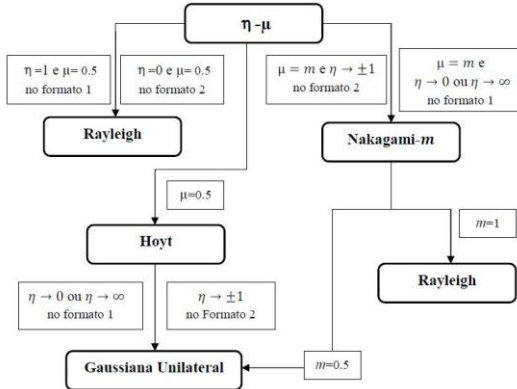 η -μ
η =1 e μ= 0.5
no formato 1
η=0 e μ= 0.5
no formato 2
μ = m e η → ±1
no formato 2
μ = m e
η → 0 ou η → ∞
no formato 1
Rayleigh
Nakagami-m
μ=0.5
m=1
Hoyt
Rayleigh
η → 0 ou η → ∞
no formato 1
η → ±1
no Formato 2
Gaussiana Unilateral
m=0.5